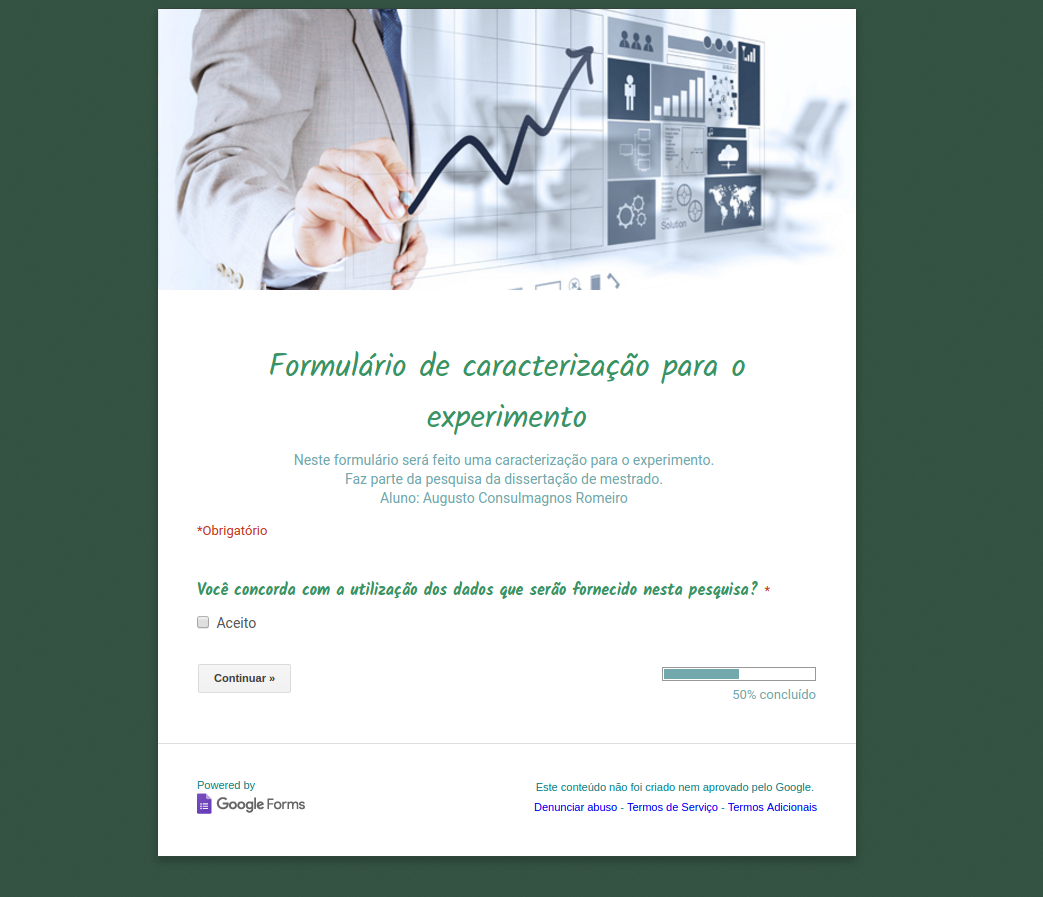 Solution
Formulário de caracterização para o
experimento
Neste formulário será feito uma caracterização para o experimento.
Faz parte da pesquisa da dissertação de mestrado.
Aluno: Augusto Consulmagnos Romeiro
*Obrigatório
Você concorda com a utilização dos dados que serão fornecido nesta pesquisa? *
Aceito
Continuar »
50% concluído
Powered by
Google Forms
Este conteúdo não foi criado nem aprovado pelo Google.
Denunciar abuso - Termos de Serviço - Termos Adicionais